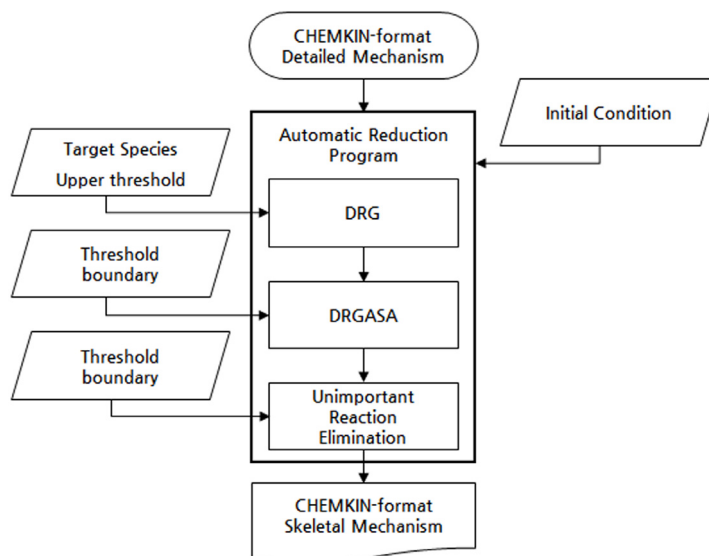 CHEMKIN-format
Detailed Mechanism
Initial Condition
Automatic Reduction
Program
Target Species
Upper threshold
DRG
Threshold
boundary
DRGASA
Threshold
boundary
Unimportant
Reaction
Elimination
CHEMKIN-format
Skeletal Mechanism